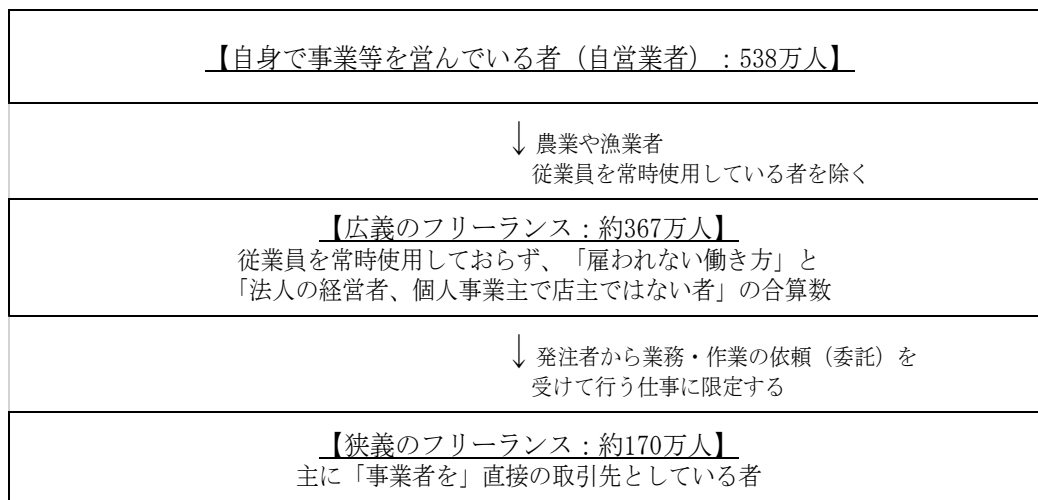 【自身で事業等を営んでいる者（自営業者）：538万人】
↓ 農業や漁業者
従業員を常時使用している者を除く
【広義のフリーランス：約367万人】
従業員を常時使用しておらず、「雇われない働き方」と
「法人の経営者、個人事業主で店主ではない者」の合算数
↓ 発注者から業務・作業の依頼（委託）を
受けて行う仕事に限定する
【狭義のフリーランス：約170万人】
主に「事業者を」直接の取引先としている者